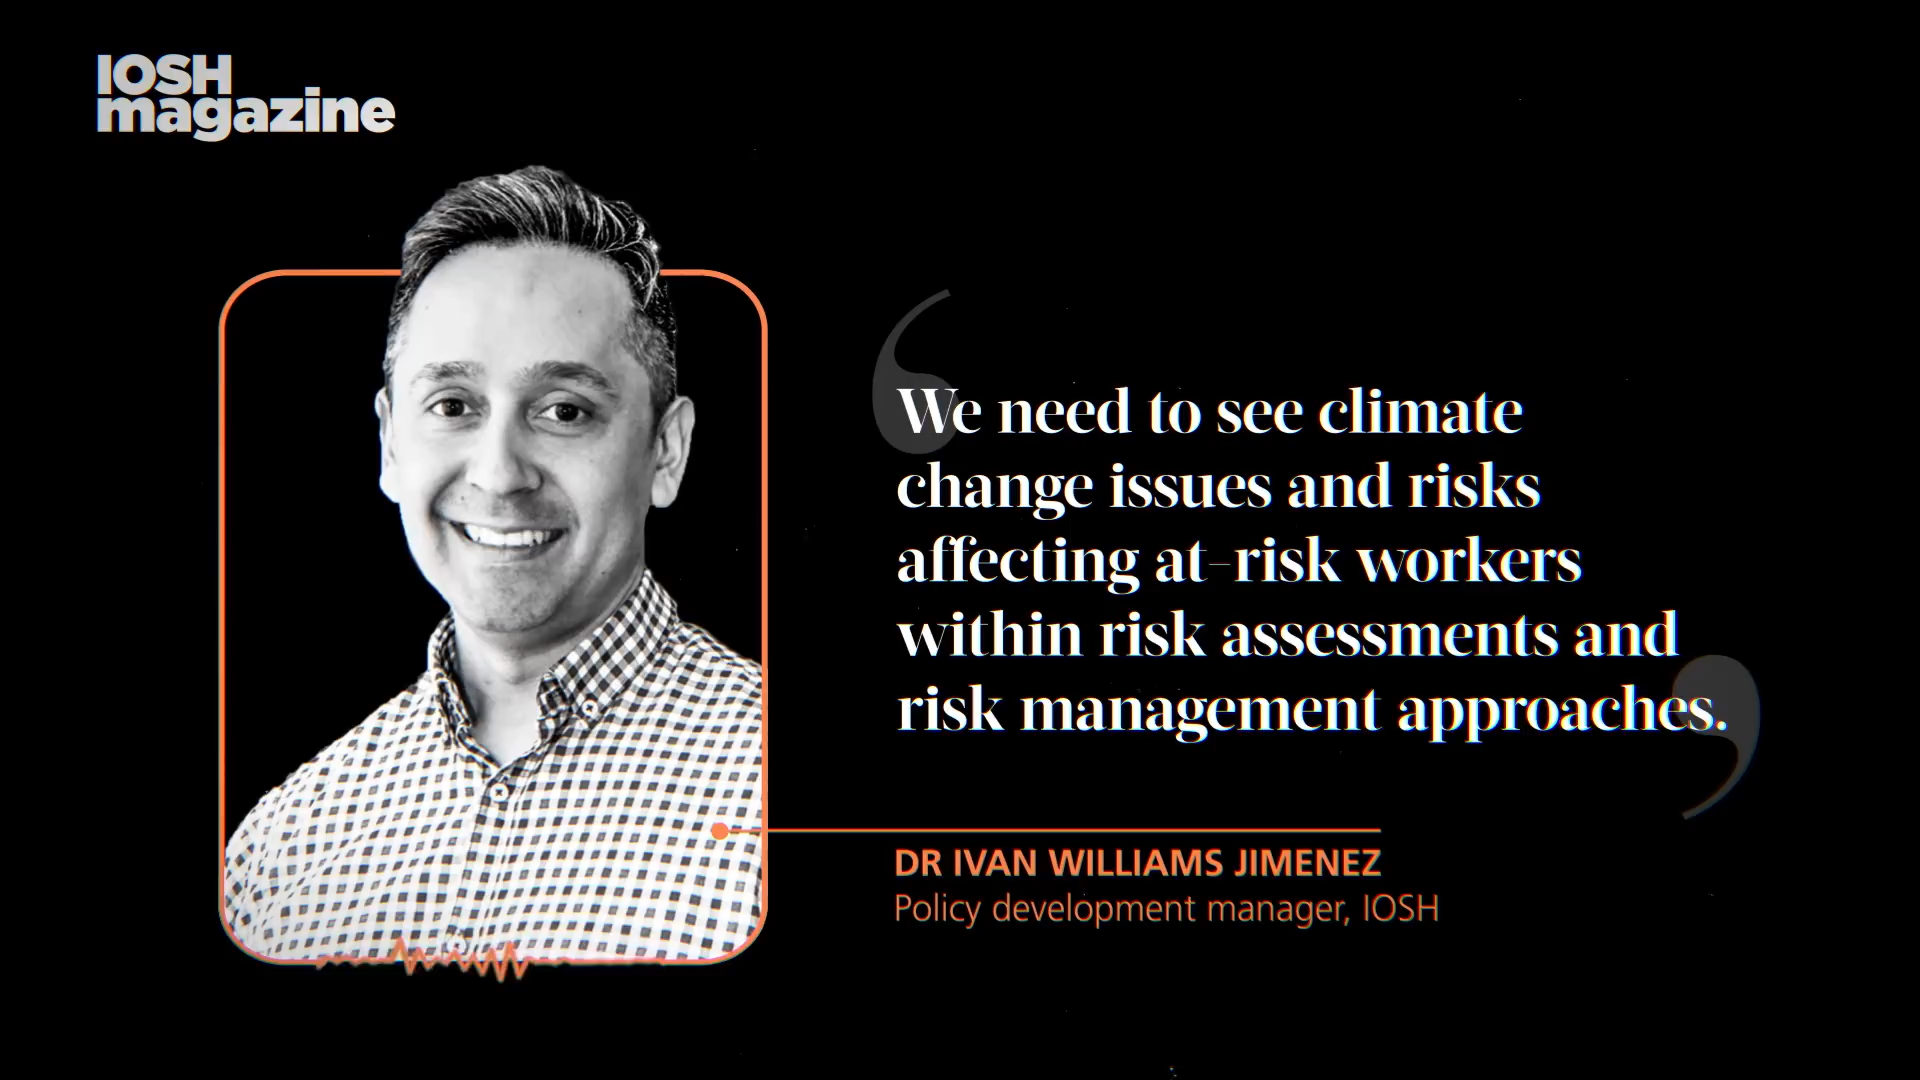 IOSH
magazine
We need to see climate
change issues and risks
affecting at-risk workers
within risk assessments and
risk management approaches.
DR IVAN WILLIAMS JIMENEZ
Policy development manager, IOSH